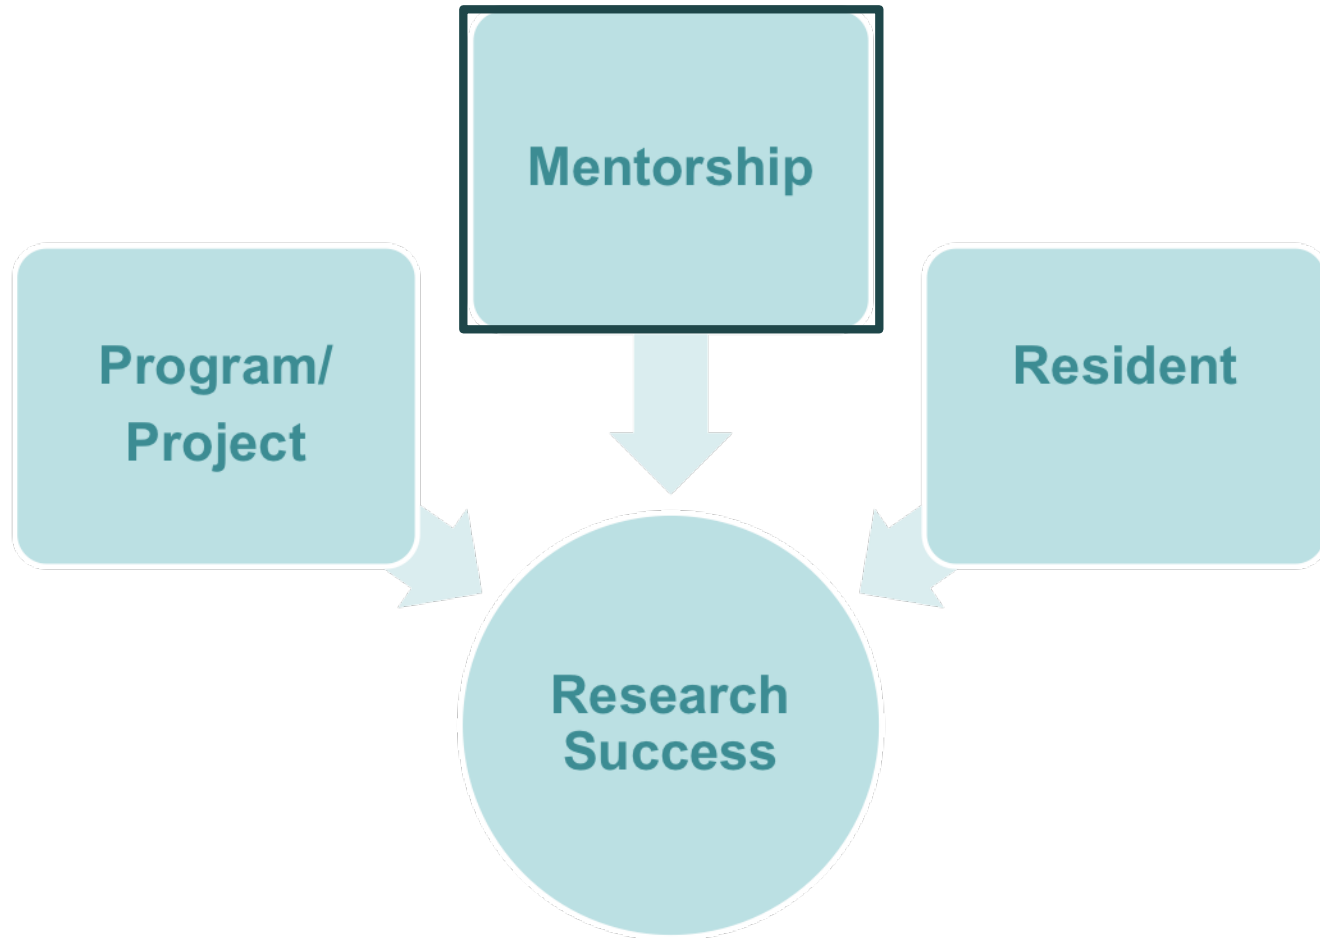 Mentorship
Program/
Project
Resident
Research
Success